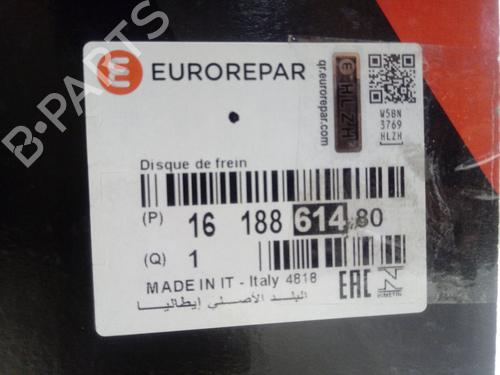 EUROREPAR
qr.eurorepar.com
HLZH
W5BN
3769
HLZH
B-PARTS
Disque de frein
(P) 16 188 614 80
(Q) 1
MADE IN IT - Italy 4818
EAC
البلد الأصلي إيطاليا